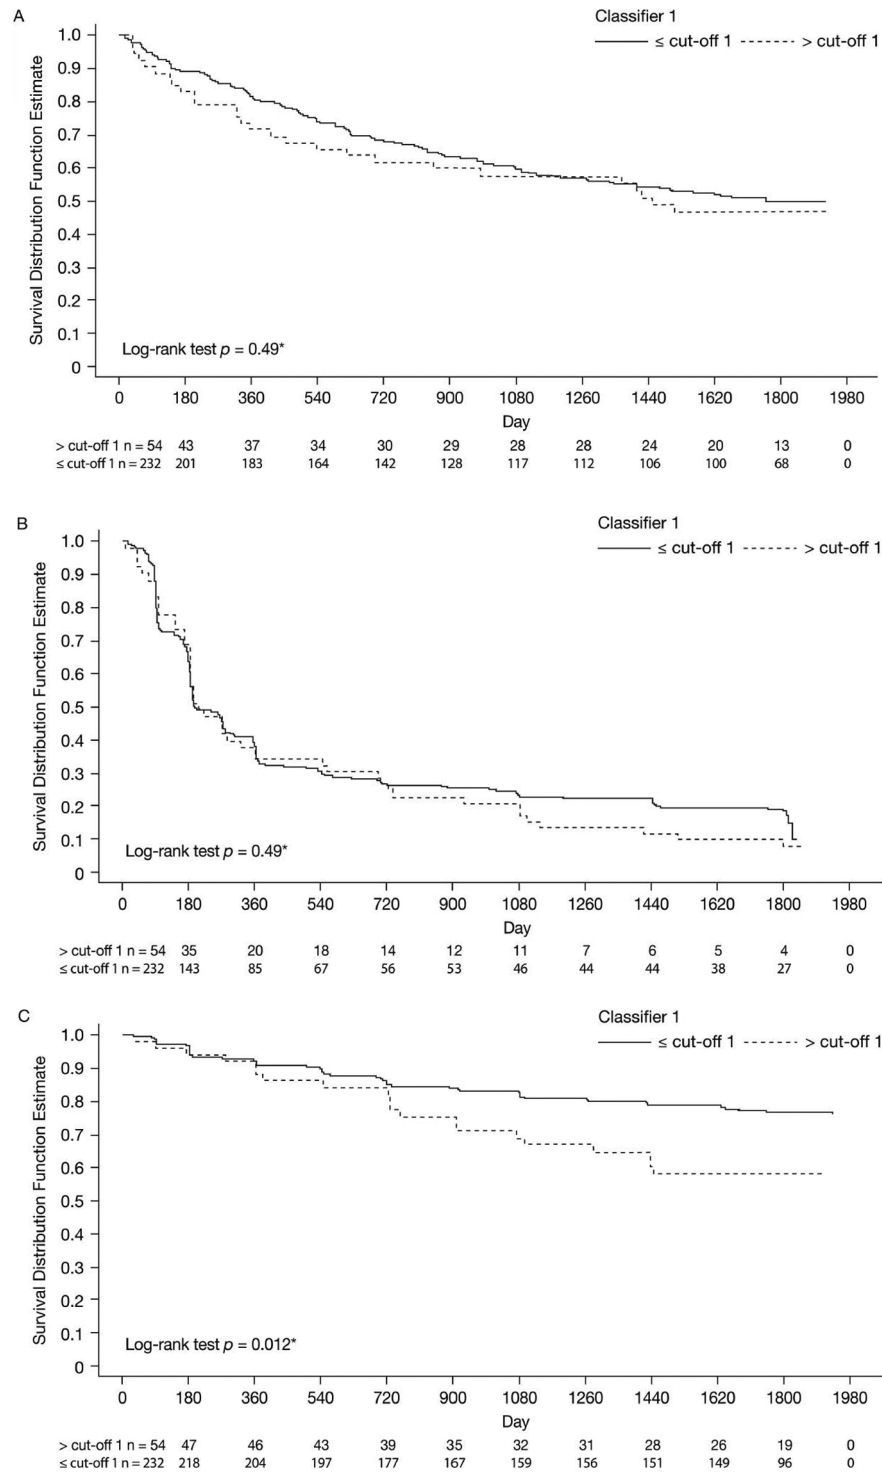 A
Classifier 1
≤ cut-off 1 > cut-off 1
Survival Distribution Function Estimate
1.0
0.9
0.8
0.7
0.6
0.5
0.4
0.3
0.2
0.1
0
Log-rank test p = 0.49*
0 180 360 540 720 900 1080 1260 1440 1620 1800 1980
Day
> cut-off 1 n = 54 43 37 34 30 29 28 28 24 20 13 0
≤ cut-off 1 n = 232 201 183 164 142 128 117 112 106 100 68 0
B
Classifier 1
≤ cut-off 1 > cut-off 1
Survival Distribution Function Estimate
1.0
0.9
0.8
0.7
0.6
0.5
0.4
0.3
0.2
0.1
0
Log-rank test p = 0.49*
0 180 360 540 720 900 1080 1260 1440 1620 1800 1980
Day
> cut-off 1 n = 54 35 20 18 14 12 11 7 6 5 4 0
≤ cut-off 1 n = 232 143 85 67 56 53 46 44 44 38 27 0
C
Classifier 1
≤ cut-off 1 > cut-off 1
Survival Distribution Function Estimate
1.0
0.9
0.8
0.7
0.6
0.5
0.4
0.3
0.2
0.1
0
Log-rank test p = 0.012*
0 180 360 540 720 900 1080 1260 1440 1620 1800 1980
Day
> cut-off 1 n = 54 47 46 43 39 35 32 31 28 26 19 0
≤ cut-off 1 n = 232 218 204 197 177 167 159 156 151 149 96 0